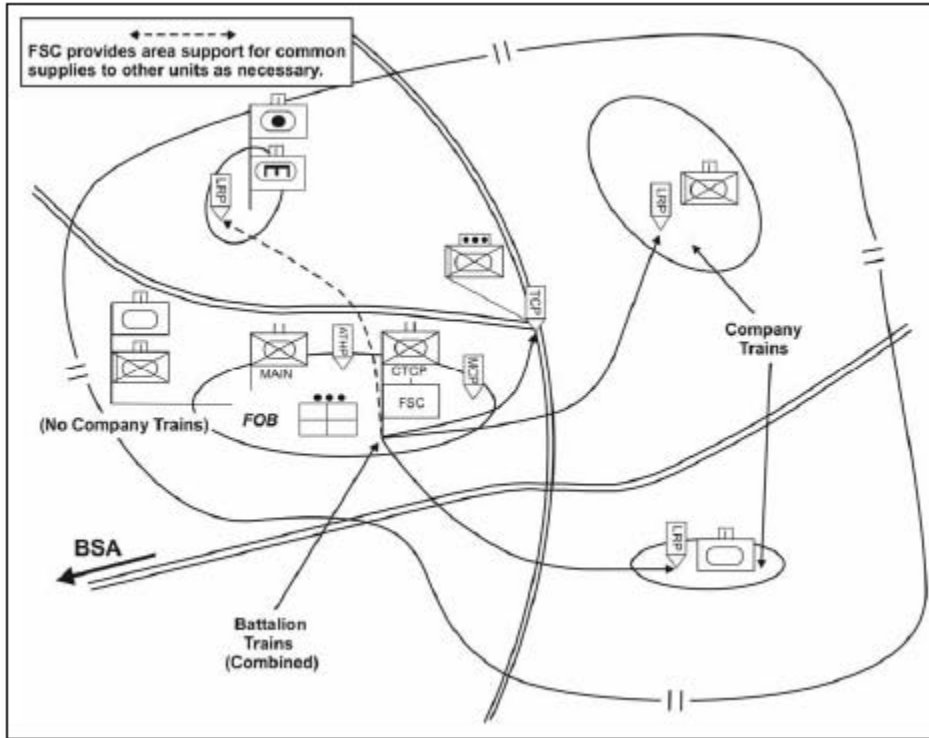 FSC provides area support for common
supplies to other units as necessary.
LRP
LRP
TCP
Company
Trains
ATHP
MAIN
CTCP
MCP
FSC
FOB
(No Company Trains)
LRP
BSA
Battalion
Trains
(Combined)